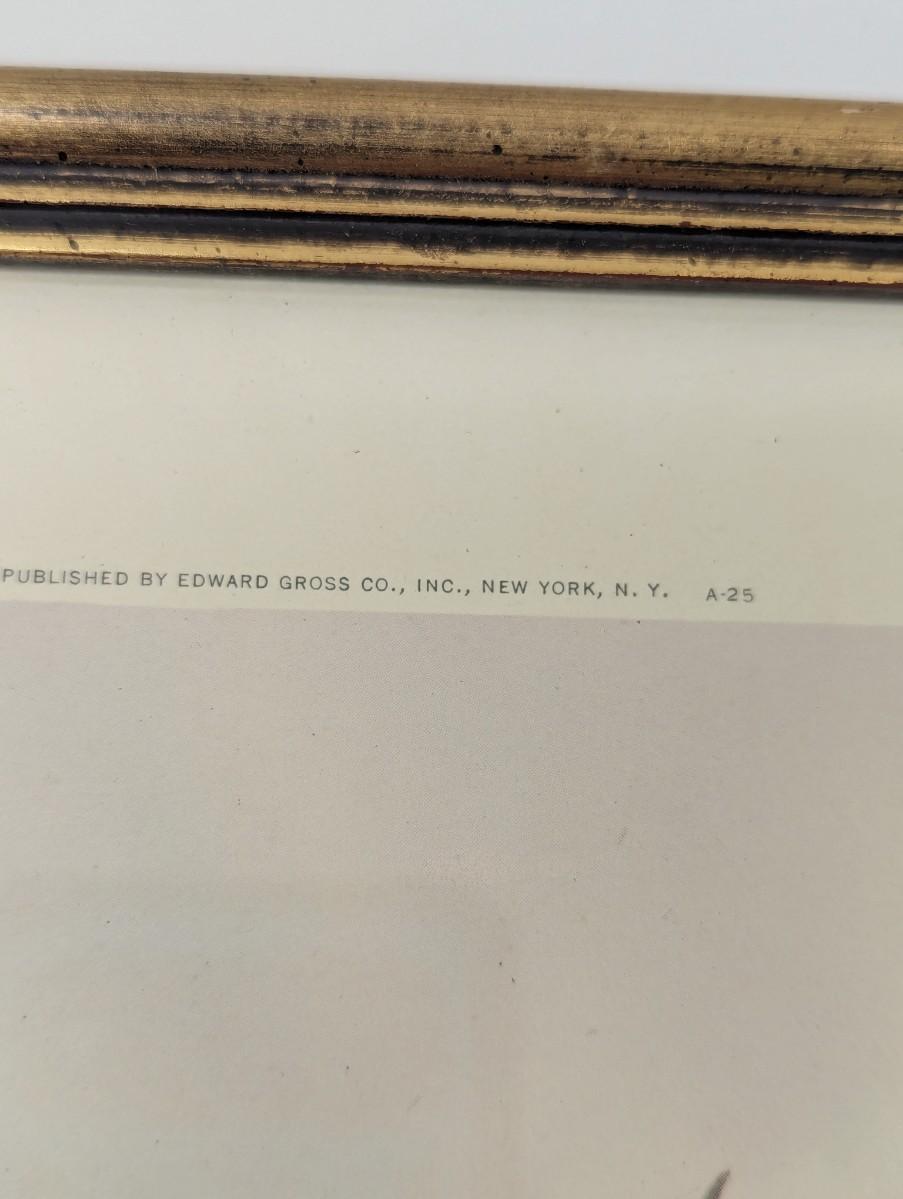 PUBLISHED BY EDWARD GROSS CO., INC., NEW YORK, N. Y. A-25